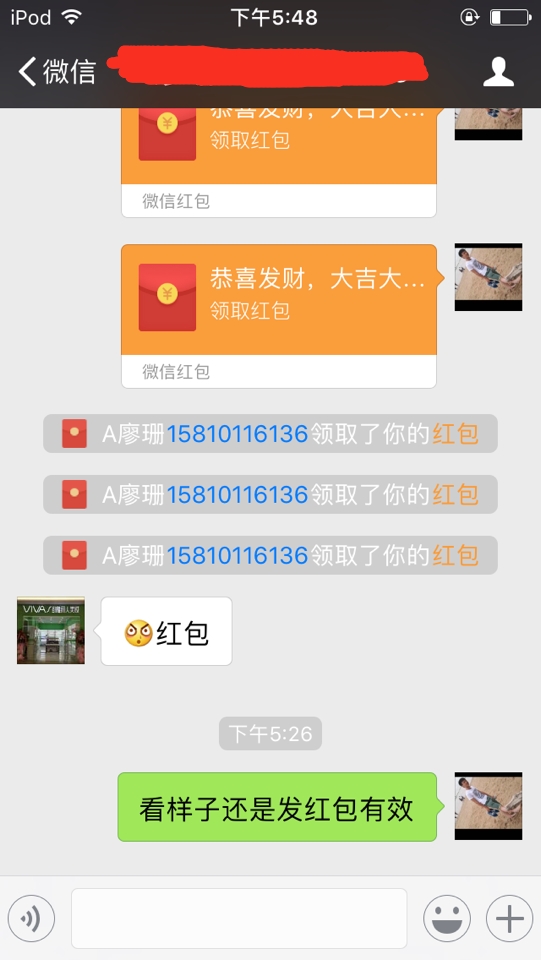 iPod 下午5:48
微信
恭喜发财，大吉大...
领取红包
微信红包
恭喜发财，大吉大...
领取红包
微信红包
A廖珊15810116136领取了你的红包
A廖珊15810116136领取了你的红包
A廖珊15810116136领取了你的红包
VIVA
红包
下午5:26
看样子还是发红包有效